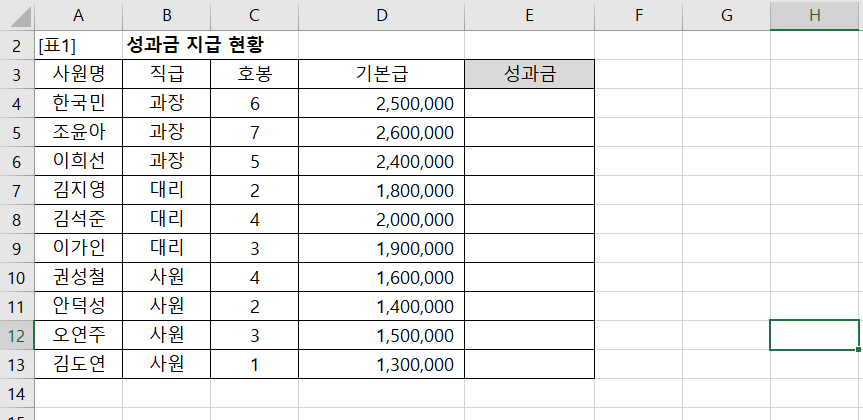 A B C D E F G H
2 [표1] 성과금 지급 현황
3 사원명 직급 호봉 기본급 성과금
4 한국민 과장 6 2,500,000
5 조윤아 과장 7 2,600,000
6 이희선 과장 5 2,400,000
7 김지영 대리 2 1,800,000
8 김석준 대리 4 2,000,000
9 이가인 대리 3 1,900,000
10 권성철 사원 4 1,600,000
11 안덕성 사원 2 1,400,000
12 오연주 사원 3 1,500,000
13 김도연 사원 1 1,300,000
14